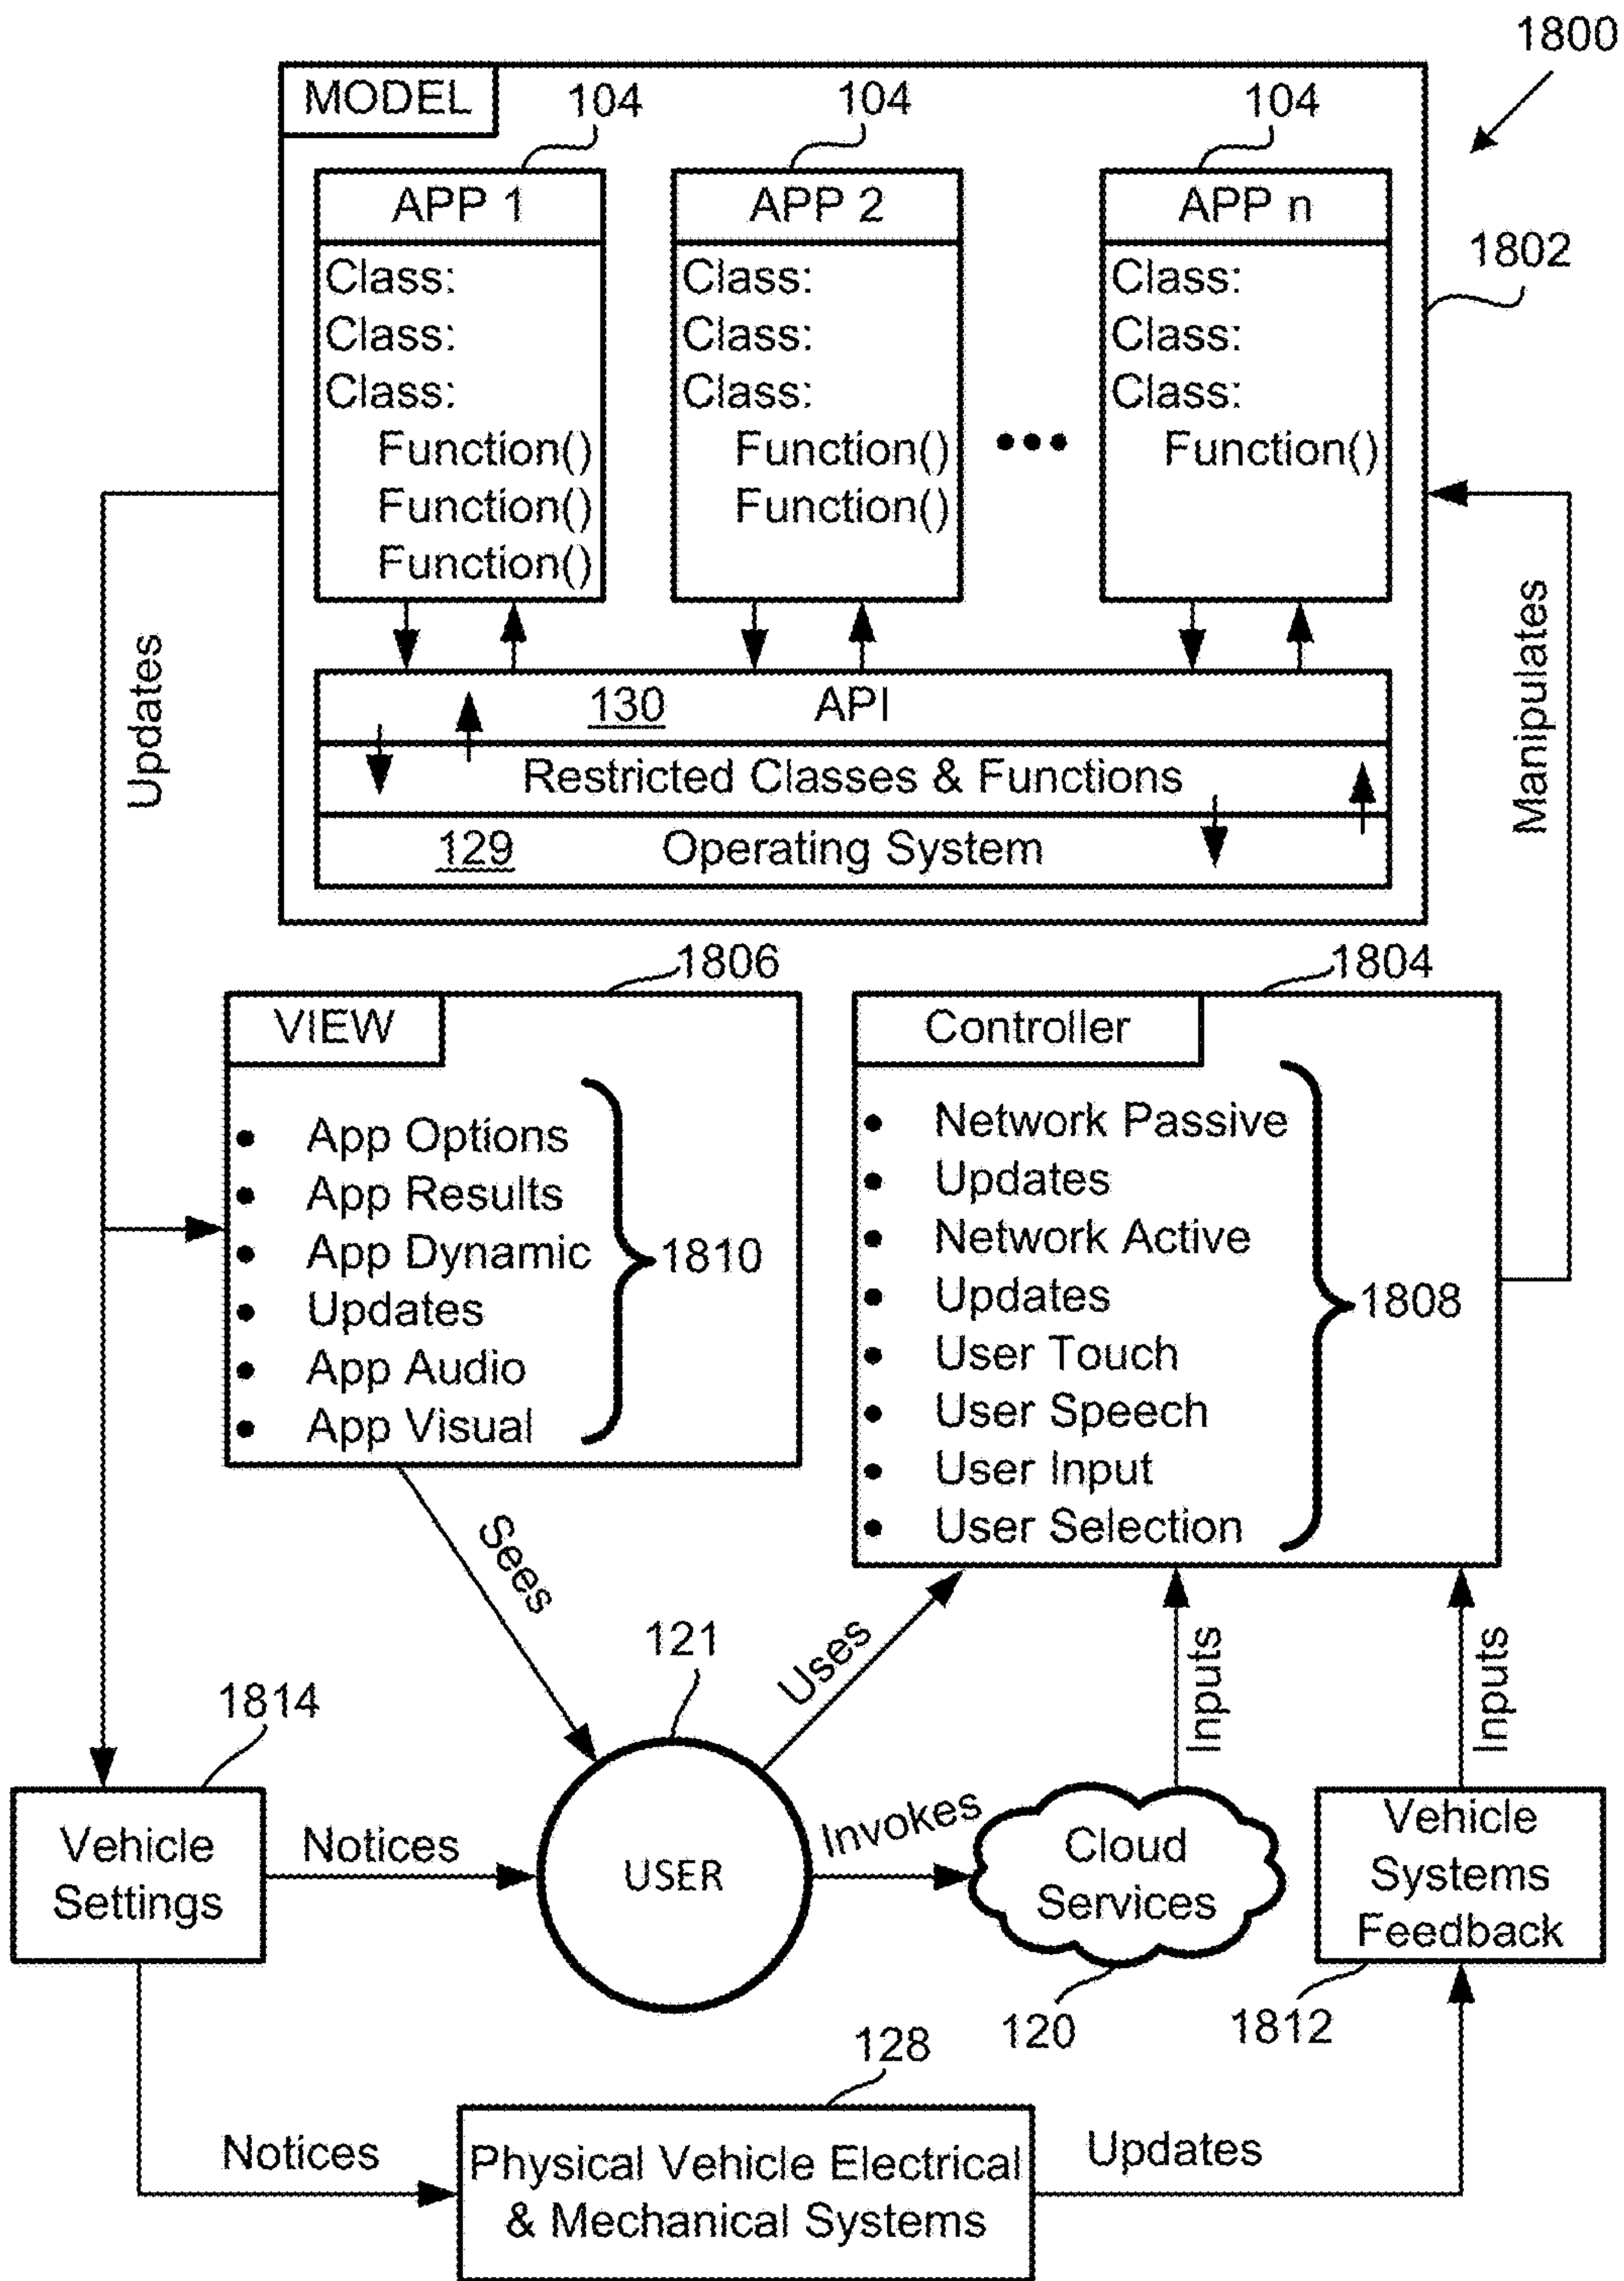 1800
MODEL
104
104
104
APP 1
APP 2
APP n
1802
Class:
Class:
Class:
Function()
Function()
Function()
Class:
Class:
Class:
Function()
Function()
•••
Class:
Class:
Class:
Function()
130 API
Restricted Classes & Functions
129 Operating System
Updates
Manipulates
1806
VIEW
• App Options
• App Results
• App Dynamic
• Updates
• App Audio
• App Visual
1810
1804
Controller
• Network Passive
• Updates
• Network Active
• Updates
• User Touch
• User Speech
• User Input
• User Selection
1808
Sees
Uses
Inputs
Inputs
121
1814
Vehicle
Settings
Notices
USER
Invokes
Cloud
Services
Vehicle
Systems
Feedback
120
1812
128
Notices
Physical Vehicle Electrical
& Mechanical Systems
Updates